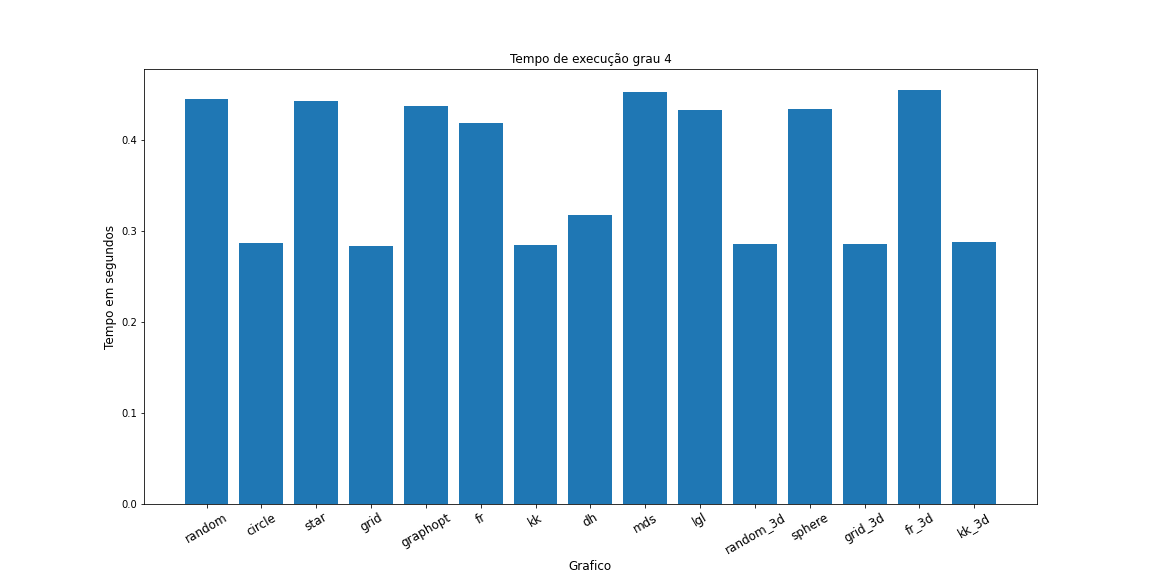 Tempo de execução grau 4
Tempo em segundos
0.4
0.3
0.2
0.1
0.0
random circle star grid graphopt fr kk dh mds lgl random_3d sphere grid_3d fr_3d kk_3d
Grafico